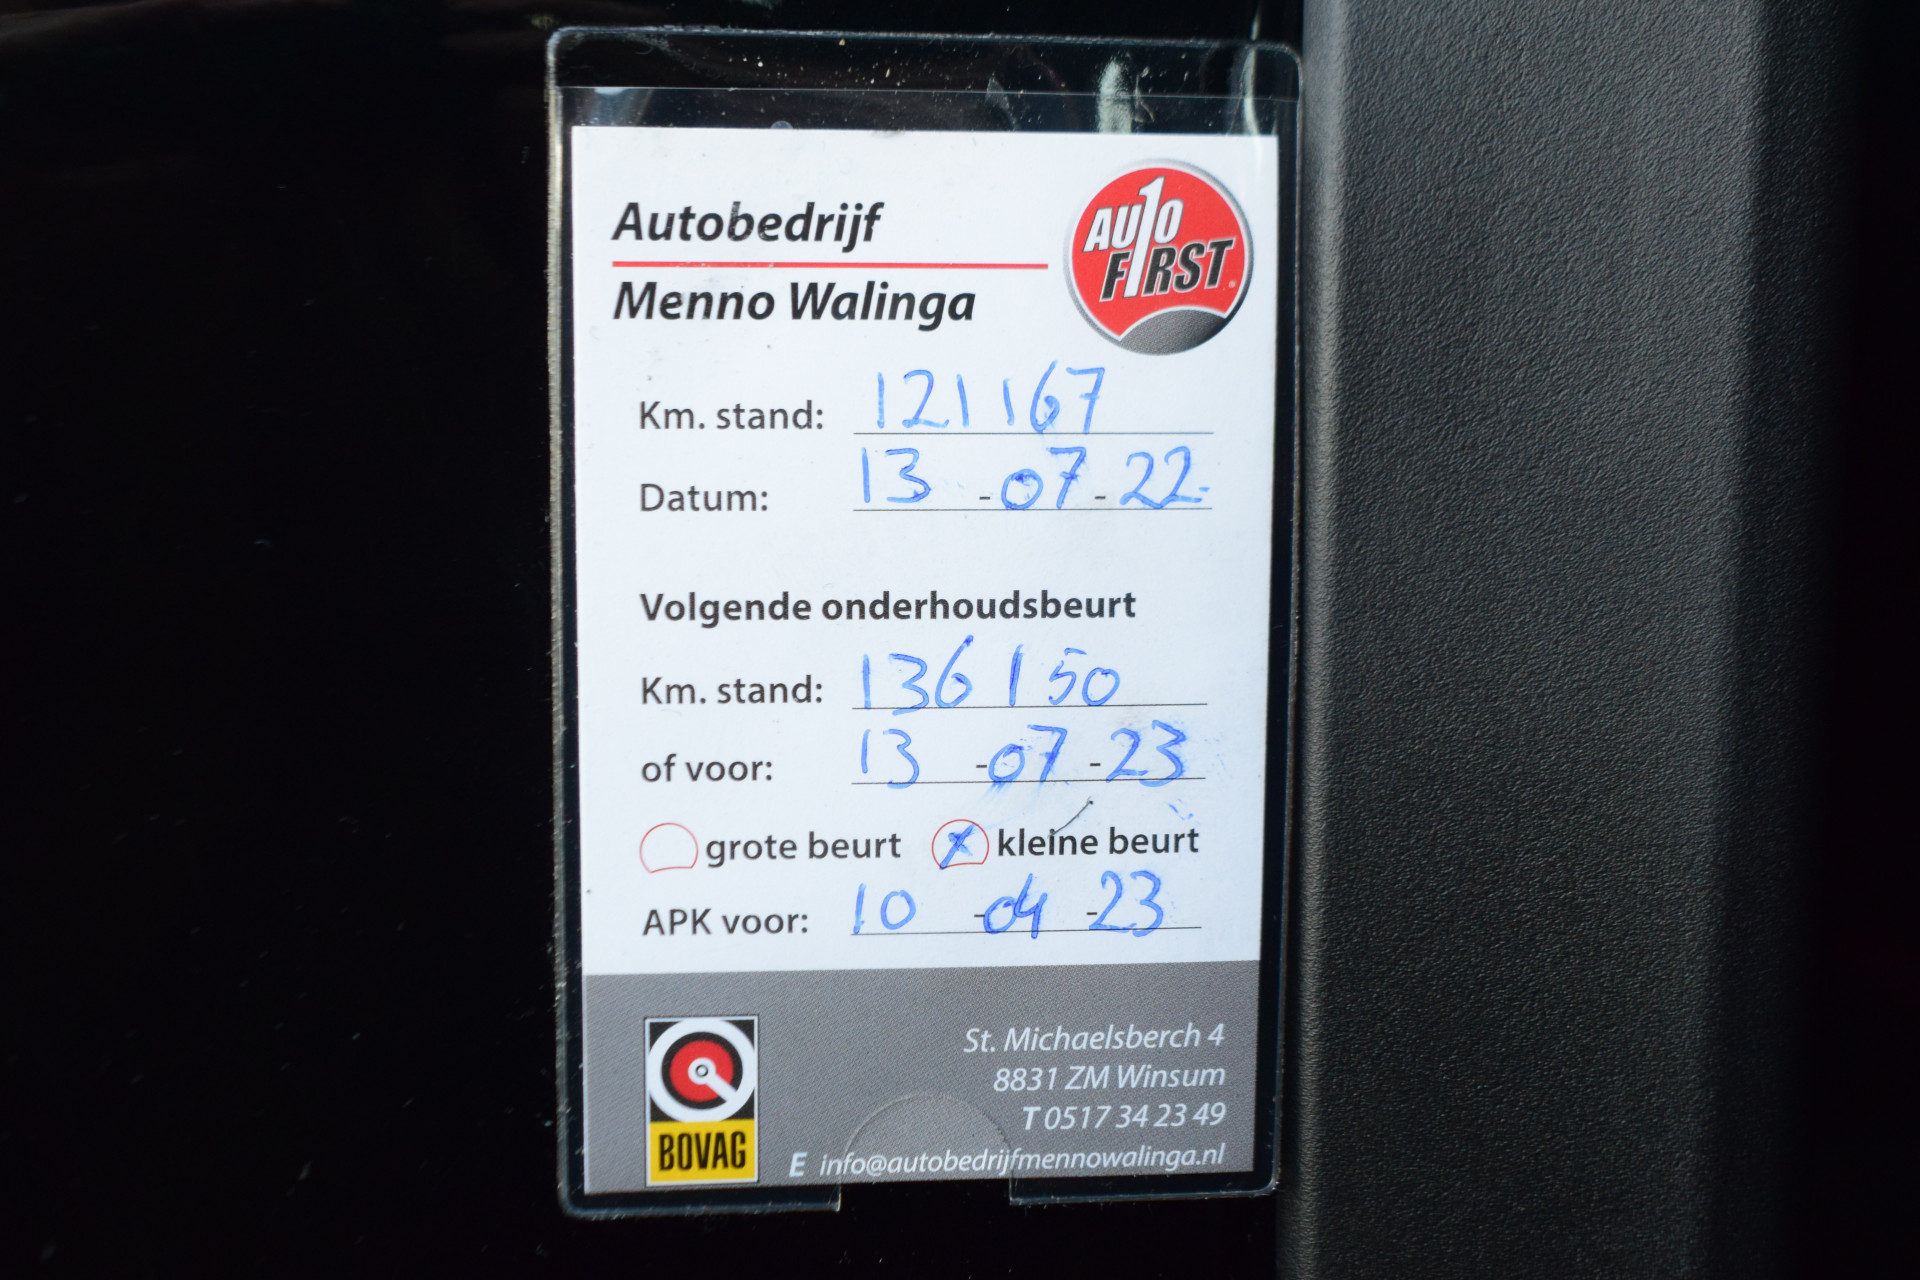 Autobedrijf
Menno Walinga
AUTO
F1RST
Km. stand: 121167
Datum: 13 - 07 - 22
Volgende onderhoudsbeurt
Km. stand: 136150
of voor: 13 - 07 - 23
grote beurt x kleine beurt
APK voor: 10 - 04 - 23
BOVAG
St. Michaelsberch 4
8831 ZM Winsum
T 0517 34 23 49
E info@autobedrijfmennowalinga.nl